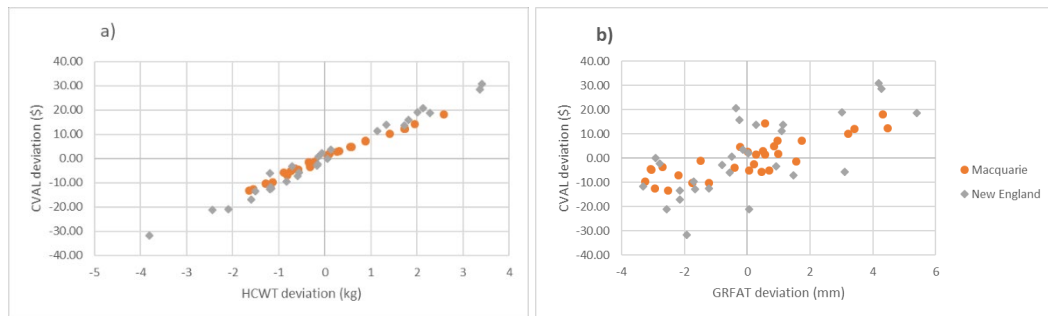 a)
40.00
30.00
20.00
10.00
0.00
-10.00
-20.00
-30.00
-40.00
CVAL deviation ($)
-5 -4 -3 -2 -1 0 1 2 3 4
HCWT deviation (kg)
b)
40.00
30.00
20.00
10.00
0.00
-10.00
-20.00
-30.00
-40.00
CVAL deviation ($)
-4 -2 0 2 4 6
GRFAT deviation (mm)
Macquarie
New England